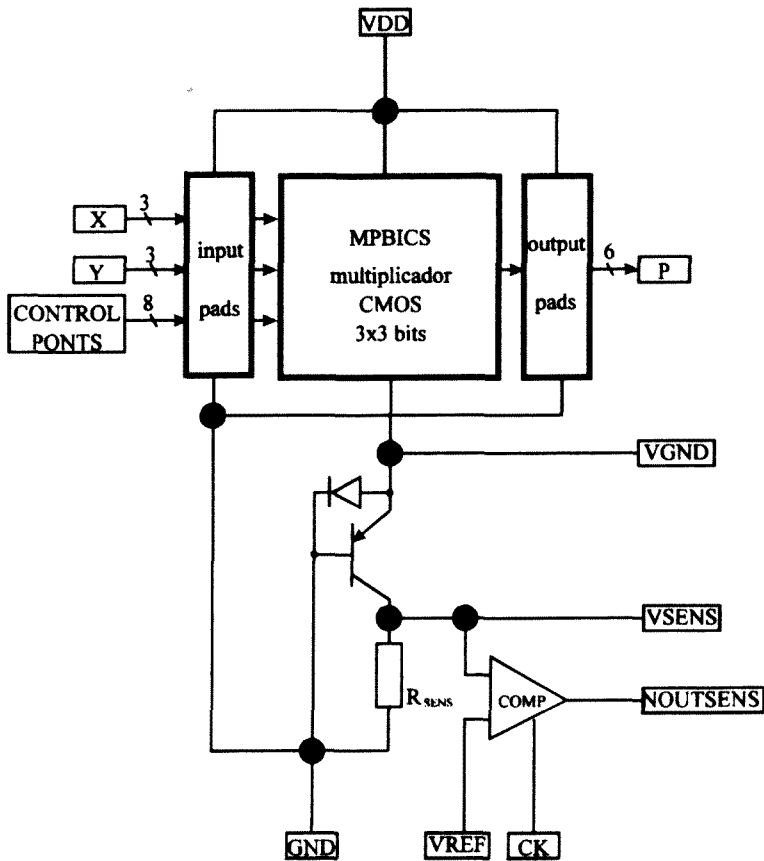 VDD
3
X
3
Y
8
CONTROL
PONTS
input
pads
MPBICS
multiplicador
CMOS
3x3 bits
output
pads
6
P
VGND
VSENS
RSENS
COMP
NOUTSENS
GND
VREF
CK